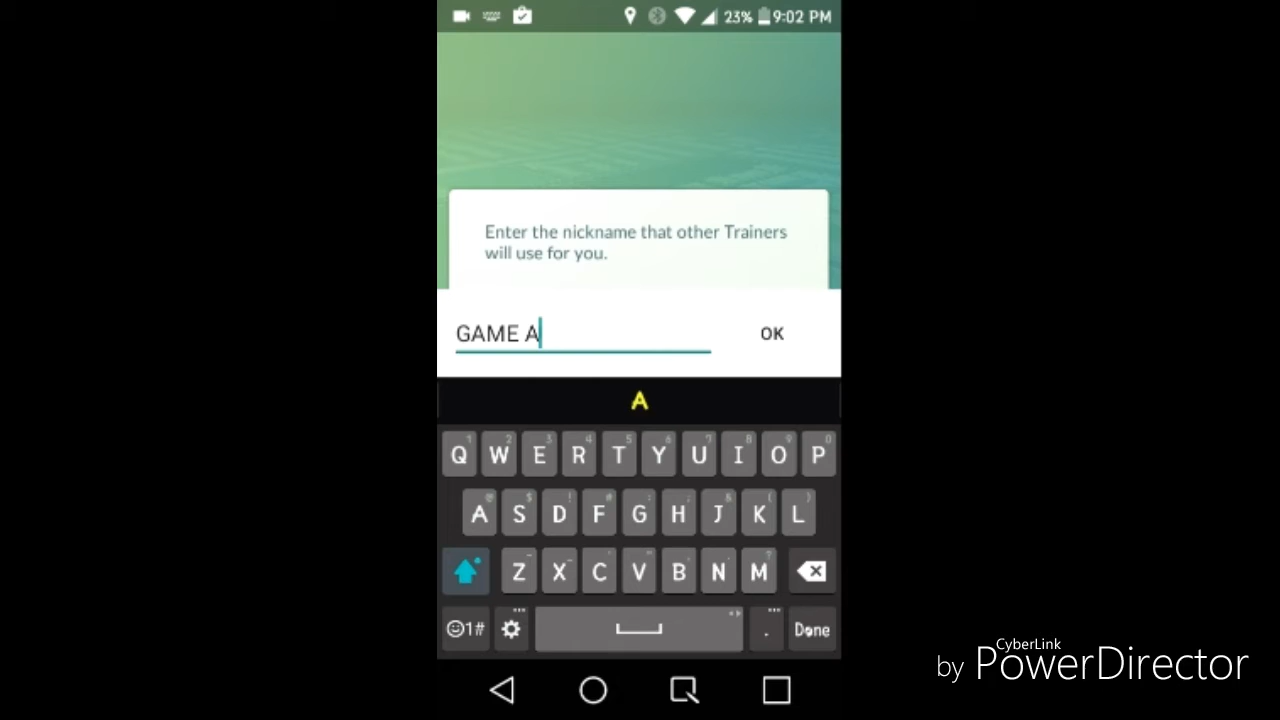 23% 9:02 PM
Enter the nickname that other Trainers
will use for you.
GAME A
OK
A
Q W E R T Y U I O P
A S D F G H J K L
Z X C V B N M
1# . Done
CyberLink
by PowerDirector